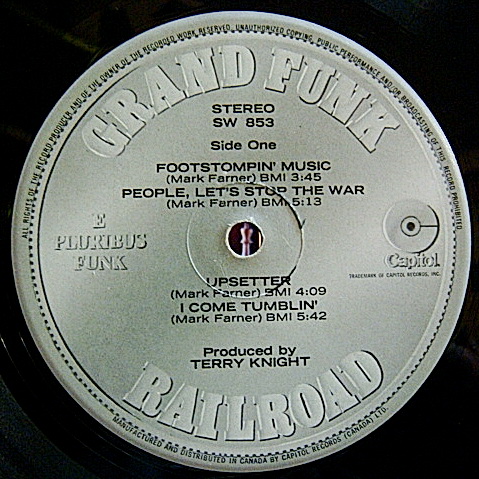 ALL RIGHTS OF THE RECORD PRODUCER AND OF THE OWNER OF THE RECORDED WORK RESERVED. UNAUTHORIZED COPYING, PUBLIC PERFORMANCE AND/OR BROADCASTING OF THIS RECORD PROHIBITED
GRAND FUNK
STEREO
SW 853
Side One
FOOTSTOMPIN' MUSIC
(Mark Farner) BMI 3:45
PEOPLE, LET'S STOP THE WAR
(Mark Farner) BMI 5:13
E
PLURIBUS
FUNK
Capitol
TRADEMARK OF CAPITOL RECORDS, INC.
UPSETTER
(Mark Farner) BMI 4:09
I COME TUMBLIN'
(Mark Farner) BMI 5:42
Produced by
TERRY KNIGHT
RAILROAD
MANUFACTURED AND DISTRIBUTED IN CANADA BY CAPITOL RECORDS (CANADA) LTD.